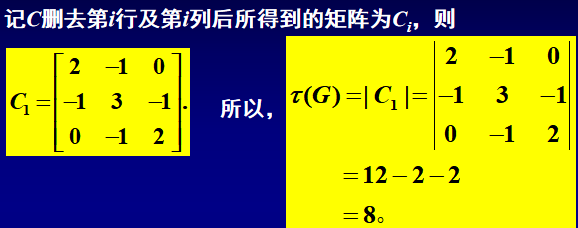 记C删去第i行及第i列后所得到的矩阵为Cᵢ，则
C₁ = [2 −1 0; −1 3 −1; 0 −1 2].
所以，
τ(G) = |C₁| = |2 −1 0; −1 3 −1; 0 −1 2|
= 12 − 2 − 2
= 8。